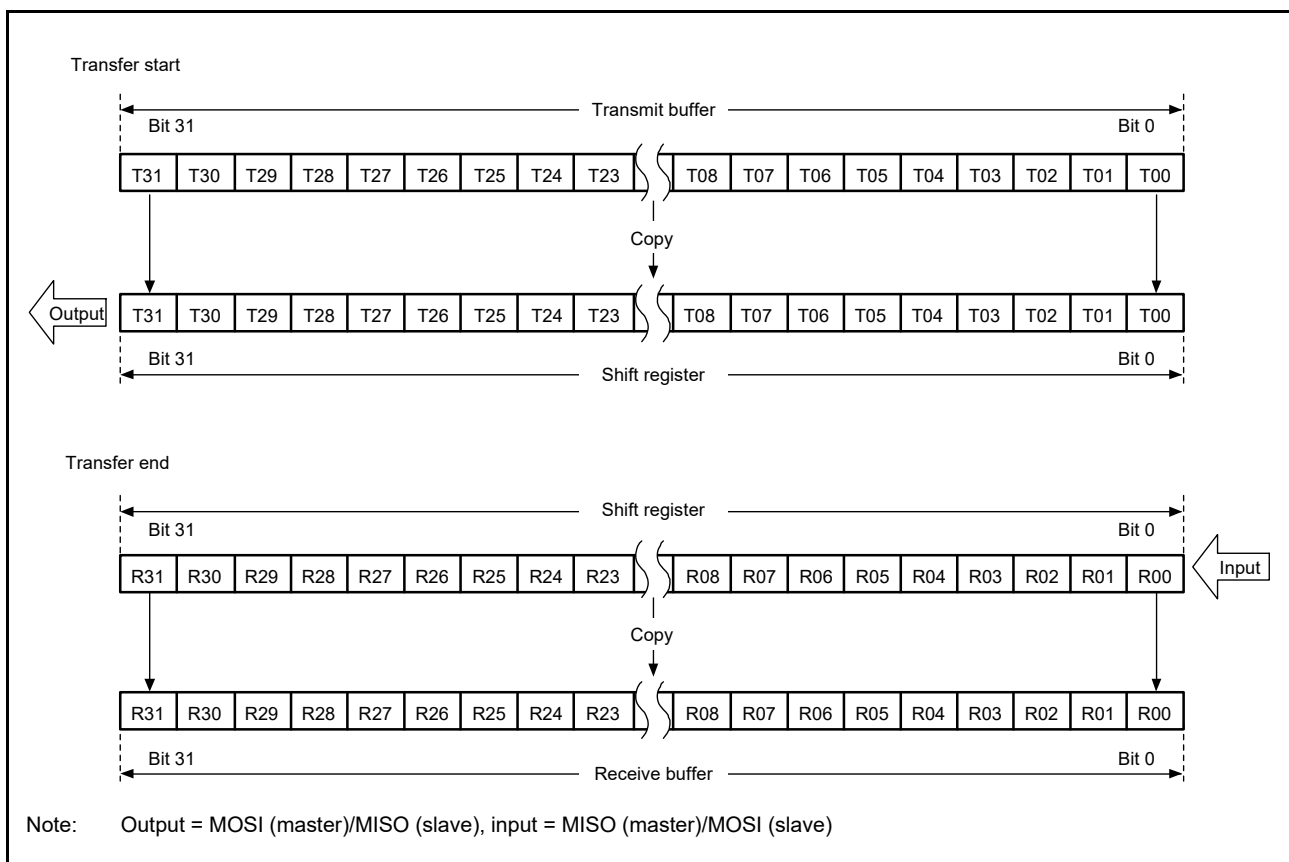 Transfer start
Transmit buffer
Bit 31 Bit 0
T31 T30 T29 T28 T27 T26 T25 T24 T23 T08 T07 T06 T05 T04 T03 T02 T01 T00
Copy
Output
T31 T30 T29 T28 T27 T26 T25 T24 T23 T08 T07 T06 T05 T04 T03 T02 T01 T00
Bit 31 Bit 0
Shift register
Transfer end
Shift register
Bit 31 Bit 0
R31 R30 R29 R28 R27 R26 R25 R24 R23 R08 R07 R06 R05 R04 R03 R02 R01 R00
Input
Copy
R31 R30 R29 R28 R27 R26 R25 R24 R23 R08 R07 R06 R05 R04 R03 R02 R01 R00
Bit 31 Bit 0
Receive buffer
Note: Output = MOSI (master)/MISO (slave), input = MISO (master)/MOSI (slave)